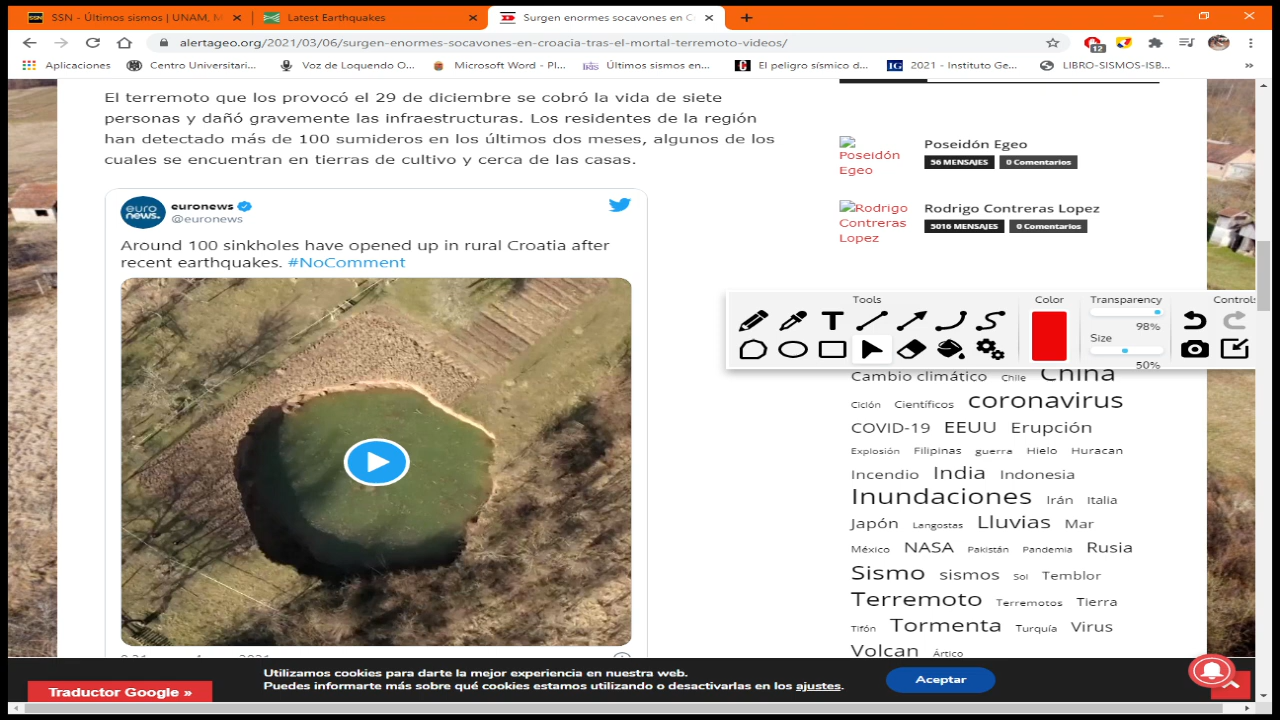 SSN - Últimos sismos | UNAM, M
Latest Earthquakes
Surgen enormes socavones en C
alertageo.org/2021/03/06/surgen-enormes-socavones-en-croacia-tras-el-mortal-terremoto-videos/
12
Aplicaciones
Centro Universitari...
Voz de Loquendo O...
Microsoft Word - Pl...
Últimos sismos en...
El peligro sísmico d...
2021 - Instituto Ge...
LIBRO-SISMOS-ISB...
El terremoto que los provocó el 29 de diciembre se cobró la vida de siete
personas y dañó gravemente las infraestructuras. Los residentes de la región
han detectado más de 100 sumideros en los últimos dos meses, algunos de los
cuales se encuentran en tierras de cultivo y cerca de las casas.
euro
news.
euronews
@euronews
Around 100 sinkholes have opened up in rural Croatia after
recent earthquakes. #NoComment
Poseidón
Egeo
Poseidón Egeo
56 MENSAJES 0 Comentarios
Rodrigo
Contreras
Lopez
Rodrigo Contreras Lopez
5016 MENSAJES 0 Comentarios
Tools
Color
Transparency
98%
Size
50%
Controls
Cambio climático Chile China
Ciclón Científicos coronavirus
COVID-19 EEUU Erupción
Explosión Filipinas guerra Hielo Huracan
Incendio India Indonesia
Inundaciones Irán Italia
Japón Langostas Lluvias Mar
México NASA Pakistán Pandemia Rusia
Sismo sismos Sol Temblor
Terremoto Terremotos Tierra
Tifón Tormenta Turquía Virus
Volcan Ártico
Utilizamos cookies para darte la mejor experiencia en nuestra web.
Puedes informarte más sobre qué cookies estamos utilizando o desactivarlas en los ajustes.
Aceptar
Traductor Google »